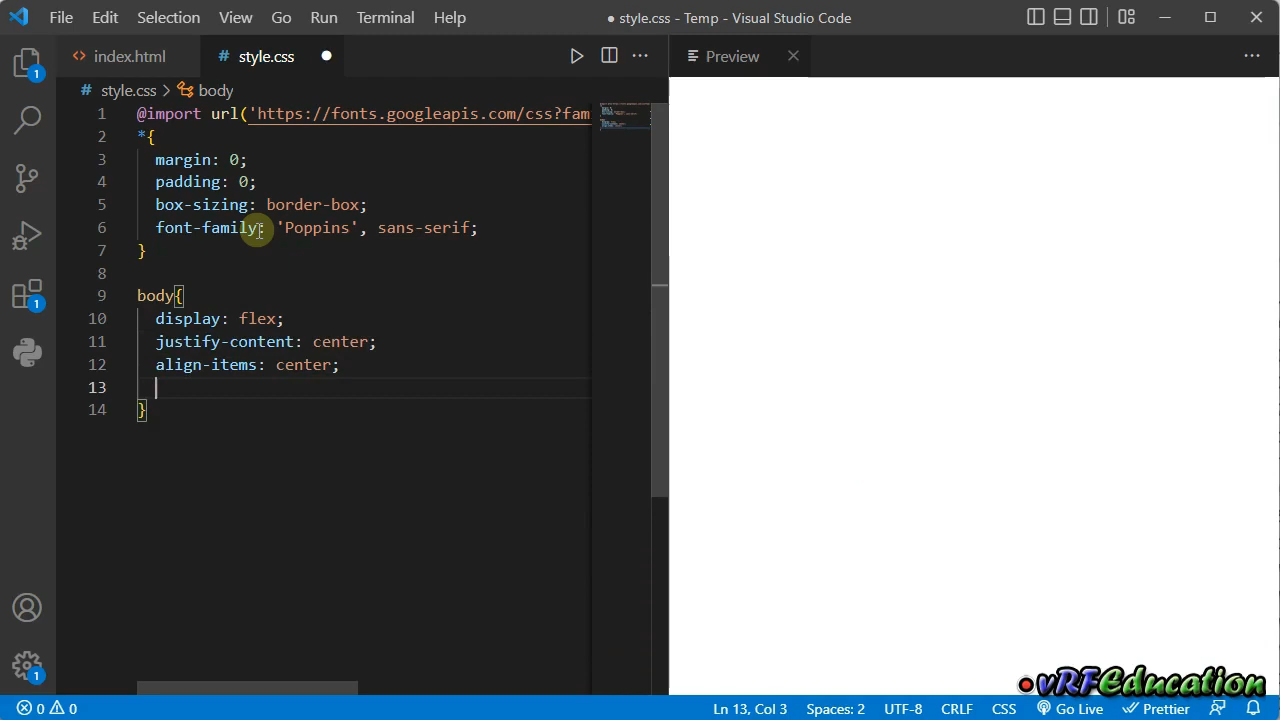 File Edit Selection View Go Run Terminal Help
● style.css - Temp - Visual Studio Code
index.html
# style.css
Preview
# style.css > body
1 @import url('https://fonts.googleapis.com/css?fam
2 *{
3 margin: 0;
4 padding: 0;
5 box-sizing: border-box;
6 font-family: 'Poppins', sans-serif;
7 }
8
9 body{
10 display: flex;
11 justify-content: center;
12 align-items: center;
13
14 }
1
1
1
vRFEducation
0 0
Ln 13, Col 3 Spaces: 2 UTF-8 CRLF CSS Go Live Prettier